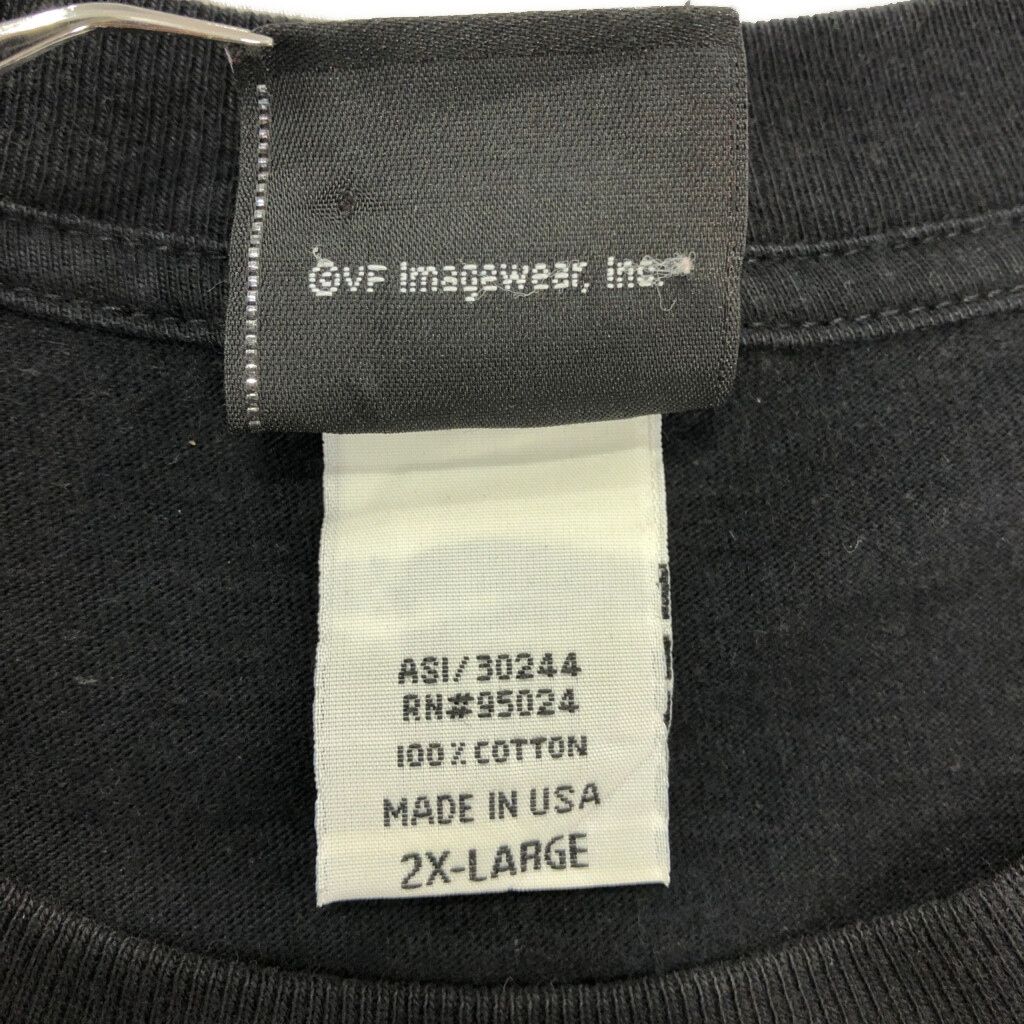 ©VF Imagewear, Inc.
ASI/30244
RN#95024
100% COTTON
MADE IN USA
2X-LARGE